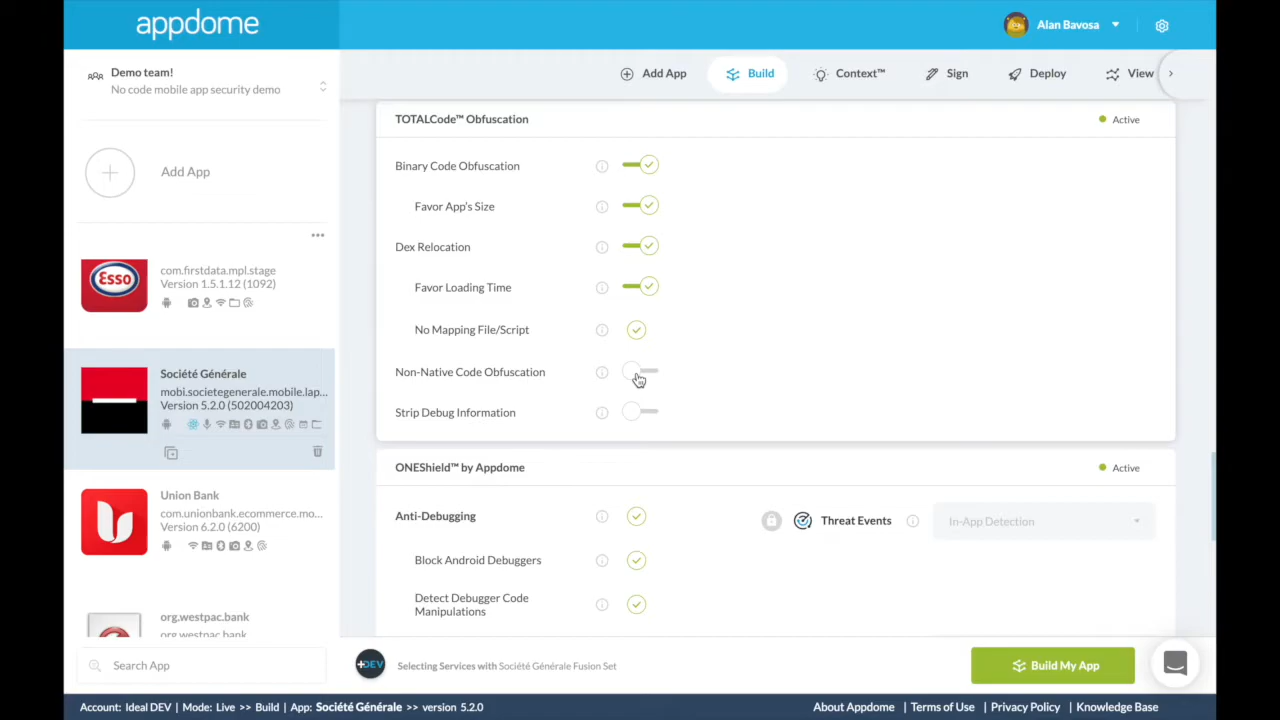 appdome
Alan Bavosa
Demo team!
No code mobile app security demo
Add App
Build
Context™
Sign
Deploy
View
Add App
Esso
com.firstdata.mpl.stage
Version 1.5.1.12 (1092)
Société Générale
mobi.societegenerale.mobile.lap...
Version 5.2.0 (502004203)
Union Bank
com.unionbank.ecommerce.mo...
Version 6.2.0 (6200)
org.westpac.bank
org.westpac.bank
Search App
TOTALCode™ Obfuscation
Active
Binary Code Obfuscation
Favor App's Size
Dex Relocation
Favor Loading Time
No Mapping File/Script
Non-Native Code Obfuscation
Strip Debug Information
ONEShield™ by Appdome
Active
Anti-Debugging
Threat Events
In-App Detection
Block Android Debuggers
Detect Debugger Code
Manipulations
+DEV
Selecting Services with Société Générale Fusion Set
Build My App
Account: Ideal DEV | Mode: Live >> Build | App: Société Générale >> version 5.2.0
About Appdome | Terms of Use | Privacy Policy | Knowledge Base